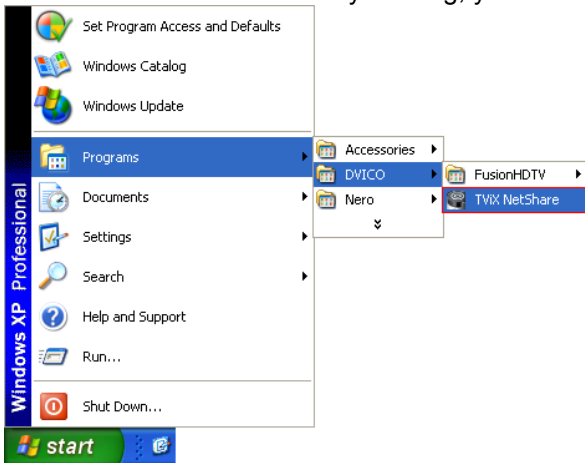 Set Program Access and Defaults
Windows Catalog
Windows Update
Programs
Documents
Settings
Search
Help and Support
Run...
Shut Down...
Windows XP Professional
start
Accessories
DVICO
Nero
FusionHDTV
TViX NetShare